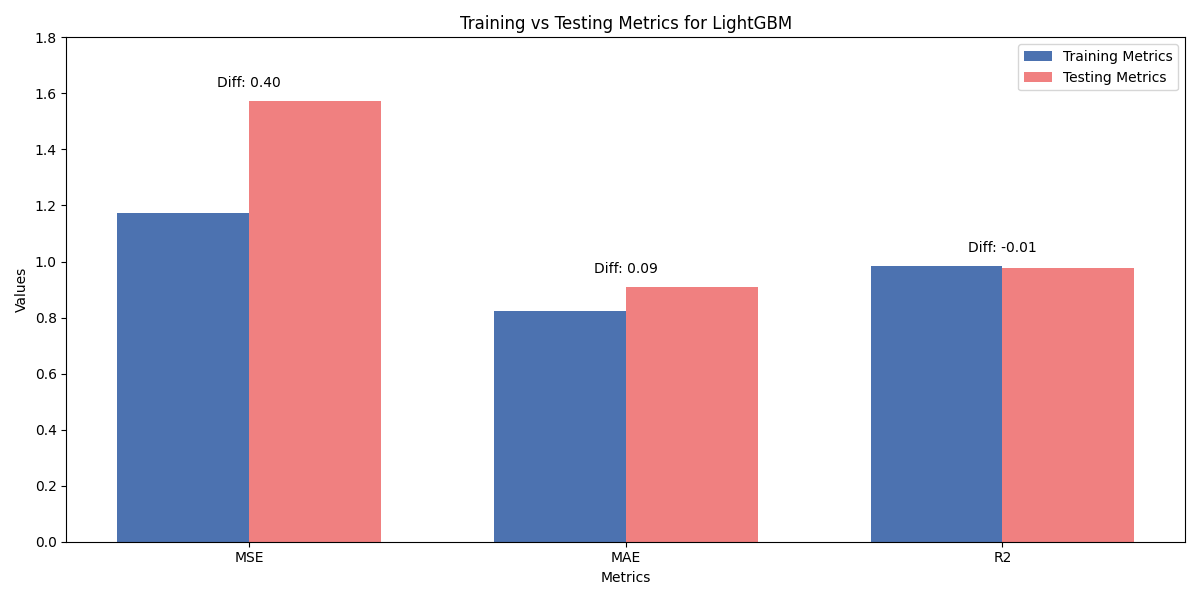 Training vs Testing Metrics for LightGBM
Training Metrics
Testing Metrics
Values
1.8
1.6
1.4
1.2
1.0
0.8
0.6
0.4
0.2
0.0
Diff: 0.40
Diff: 0.09
Diff: -0.01
MSE
MAE
R2
Metrics